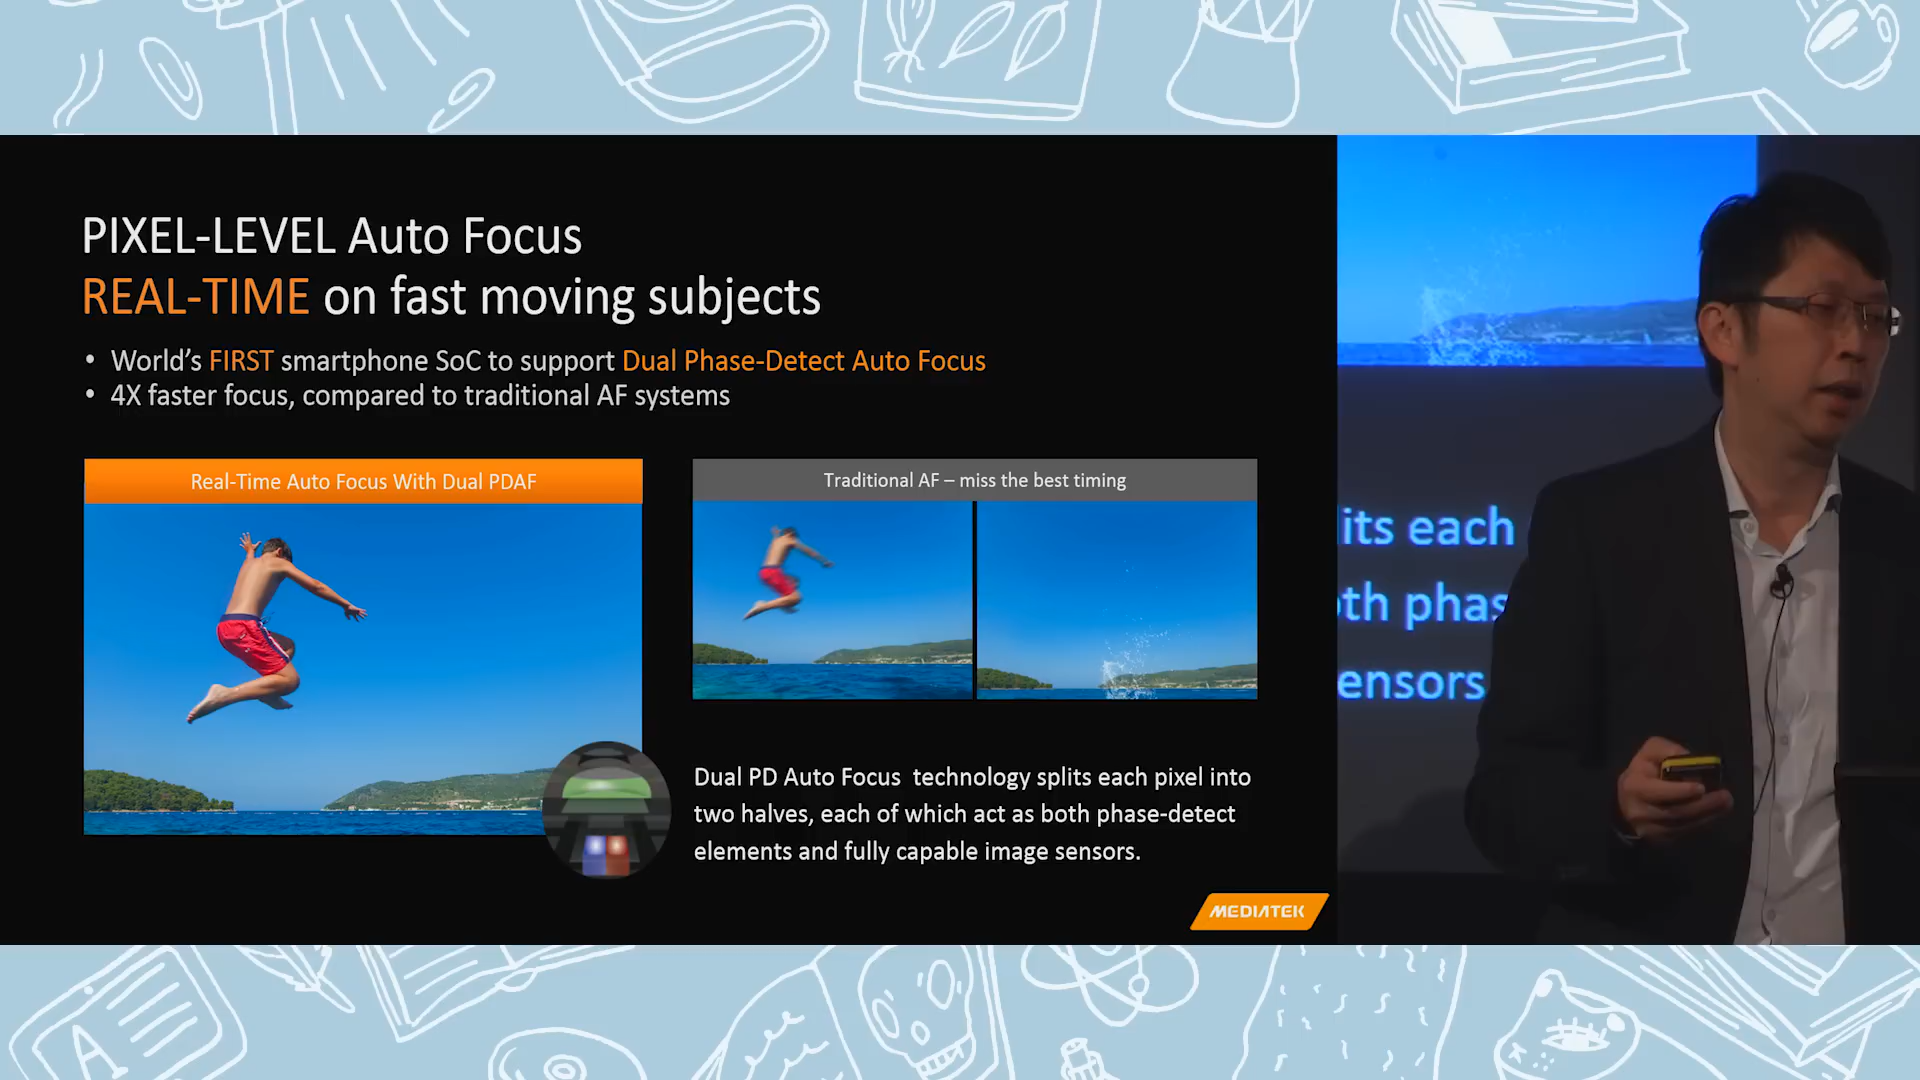 PIXEL-LEVEL Auto Focus
REAL-TIME on fast moving subjects
• World's FIRST smartphone SoC to support Dual Phase-Detect Auto Focus
• 4X faster focus, compared to traditional AF systems
Real-Time Auto Focus With Dual PDAF
Traditional AF – miss the best timing
Dual PD Auto Focus technology splits each pixel into
two halves, each of which act as both phase-detect
elements and fully capable image sensors.
MEDIATEK
lits each
oth phas
ensors
A